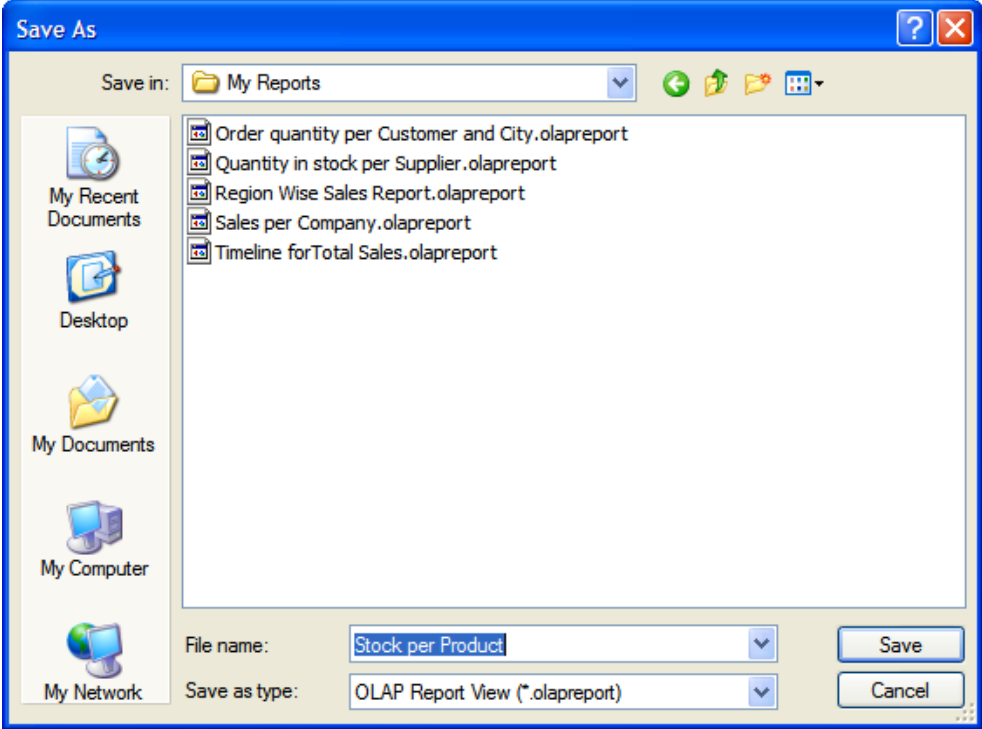 Save As
Save in:
My Reports
My Recent
Documents
Desktop
My Documents
My Computer
My Network
Order quantity per Customer and City.olapreport
Quantity in stock per Supplier.olapreport
Region Wise Sales Report.olapreport
Sales per Company.olapreport
Timeline forTotal Sales.olapreport
File name:
Stock per Product
Save
Save as type:
OLAP Report View (*.olapreport)
Cancel